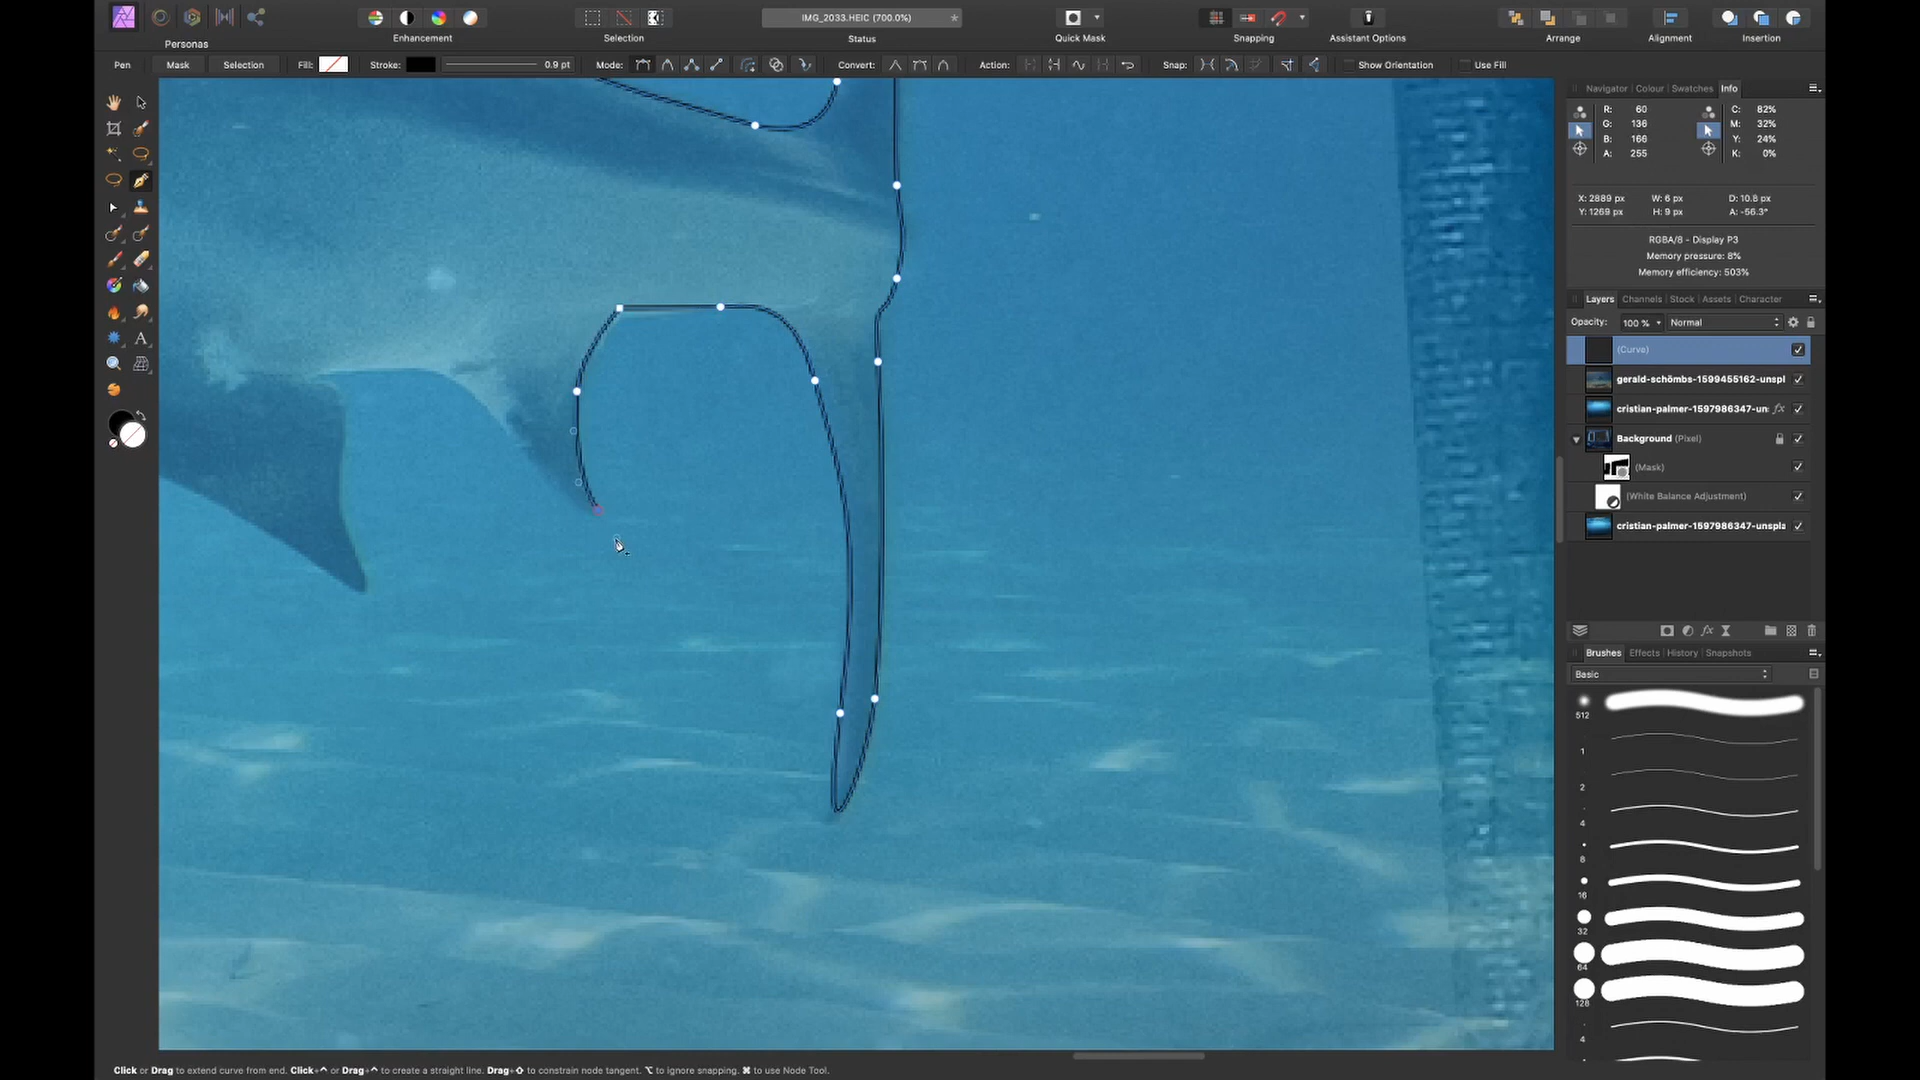 IMG_2033.HEIC (700.0%)
Personas
Enhancement
Selection
Status
Quick Mask
Snapping
Assistant Options
Arrange
Alignment
Insertion
Pen
Mask
Selection
Fill:
Stroke:
0.9 pt
Mode:
Convert:
Action:
Snap:
Show Orientation
Use Fill
Navigator Colour Swatches Info
R: 60 C: 82%
G: 136 M: 32%
B: 166 Y: 24%
A: 255 K: 0%
X: 2889 px W: 6 px D: 10.8 px
Y: 1269 px H: 9 px A: -56.3°
RGBA/8 - Display P3
Memory pressure: 8%
Memory efficiency: 503%
Layers Channels Stock Assets Character
Opacity: 100 % Normal
(Curve)
gerald-schömbs-1599455162-unspl
cristian-palmer-1597986347-un fx
Background (Pixel)
(Mask)
(White Balance Adjustment)
cristian-palmer-1597986347-unspla
fx
Brushes Effects History Snapshots
Basic
512
1
2
4
8
16
32
64
128
4
A
Click or Drag to extend curve from end. Click+^ or Drag+^ to create a straight line. Drag+⇧ to constrain node tangent. ⌥ to ignore snapping. ⌘ to use Node Tool.